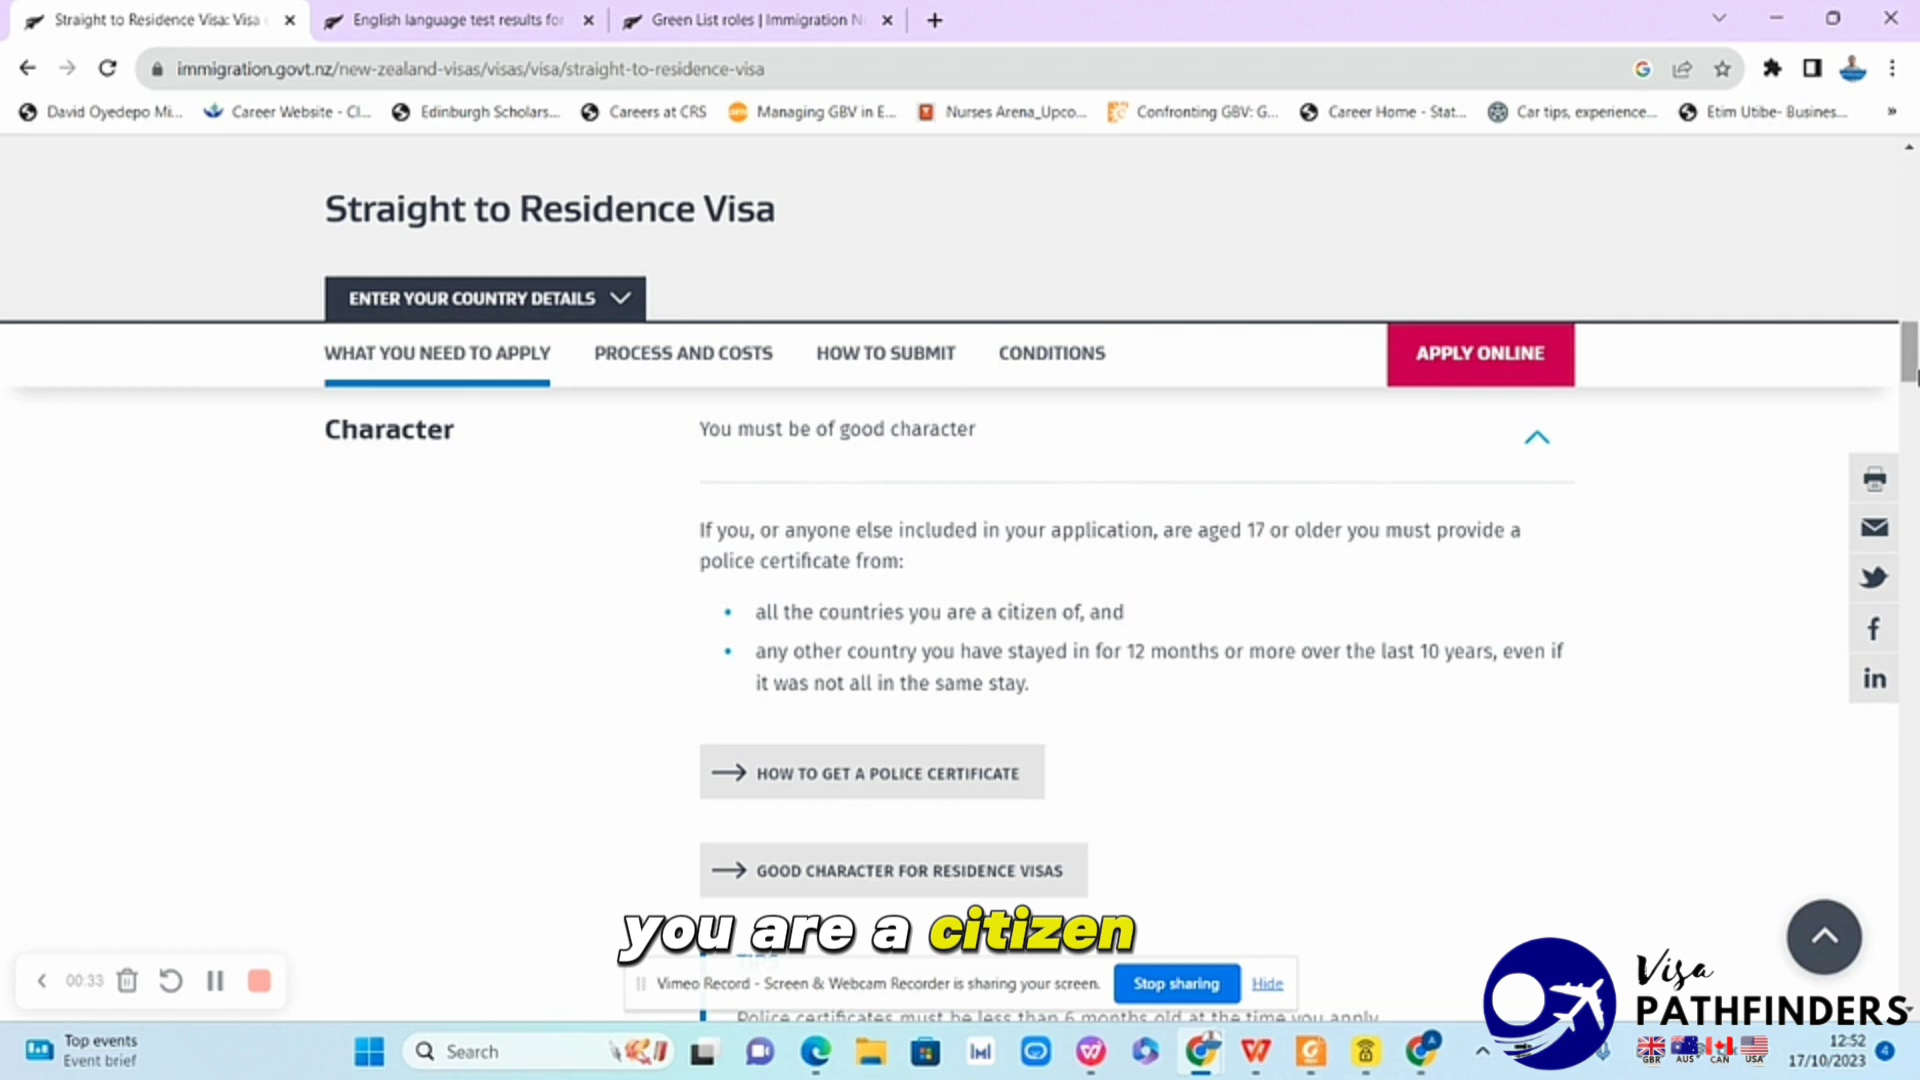 Straight to Residence Visa: Visa
English language test results for
Green List roles | Immigration N
immigration.govt.nz/new-zealand-visas/visas/visa/straight-to-residence-visa
David Oyedepo Mi...
Career Website - Cl...
Edinburgh Scholars...
Careers at CRS
Managing GBV in E...
Nurses Arena_Upco...
Confronting GBV: G...
Career Home - Stat...
Car tips, experience...
Etim Utibe- Busines...
Straight to Residence Visa
ENTER YOUR COUNTRY DETAILS
WHAT YOU NEED TO APPLY
PROCESS AND COSTS
HOW TO SUBMIT
CONDITIONS
APPLY ONLINE
Character
You must be of good character
If you, or anyone else included in your application, are aged 17 or older you must provide a
police certificate from:
• all the countries you are a citizen of, and
• any other country you have stayed in for 12 months or more over the last 10 years, even if
it was not all in the same stay.
HOW TO GET A POLICE CERTIFICATE
GOOD CHARACTER FOR RESIDENCE VISAS
you are a citizen
TIPS
00:33
Vimeo Record - Screen & Webcam Recorder is sharing your screen.
Stop sharing
Hide
Police certificates must be less than 6 months old at the time you apply
Visa
PATHFINDERS
GBR AUS CAN USA
Top events
Event brief
Search
12:52
17/10/2023
4